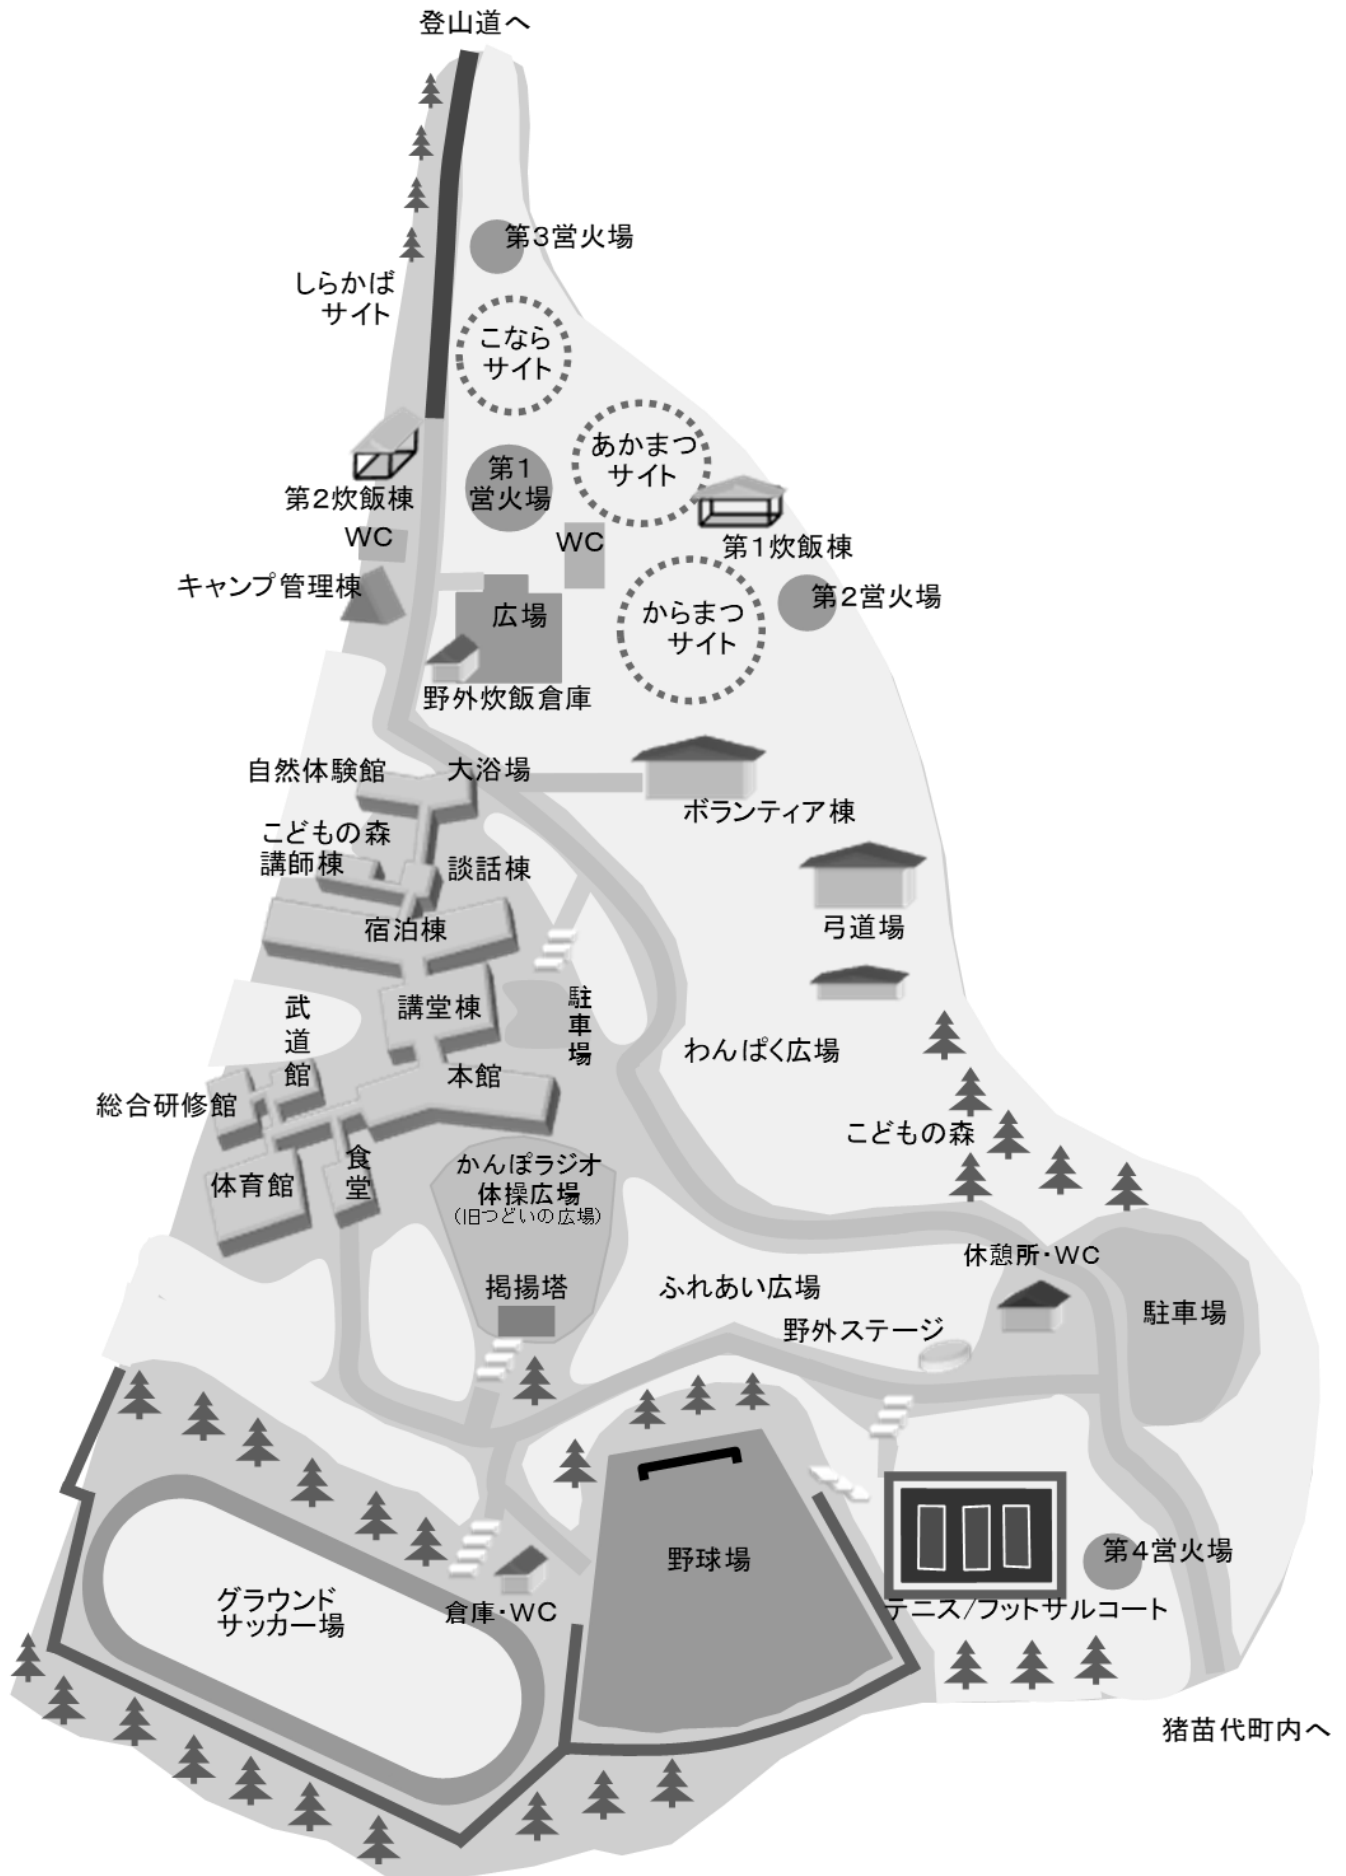 登山道へ
第3営火場
しらかば
サイト
こなら
サイト
あかまつ
サイト
第1
営火場
第2炊飯棟
WC
WC
第1炊飯棟
キャンプ管理棟
第2営火場
広場
からまつ
サイト
野外炊飯倉庫
自然体験館
大浴場
ボランティア棟
こどもの森
講師棟
談話棟
宿泊棟
弓道場
武道館
講堂棟
駐車場
わんぱく広場
本館
総合研修館
こどもの森
食堂
体育館
かんぽラジオ
体操広場
(旧つどいの広場)
休憩所・WC
掲揚塔
ふれあい広場
駐車場
野外ステージ
野球場
第4営火場
グラウンド
サッカー場
倉庫・WC
テニス/フットサルコート
猪苗代町内へ